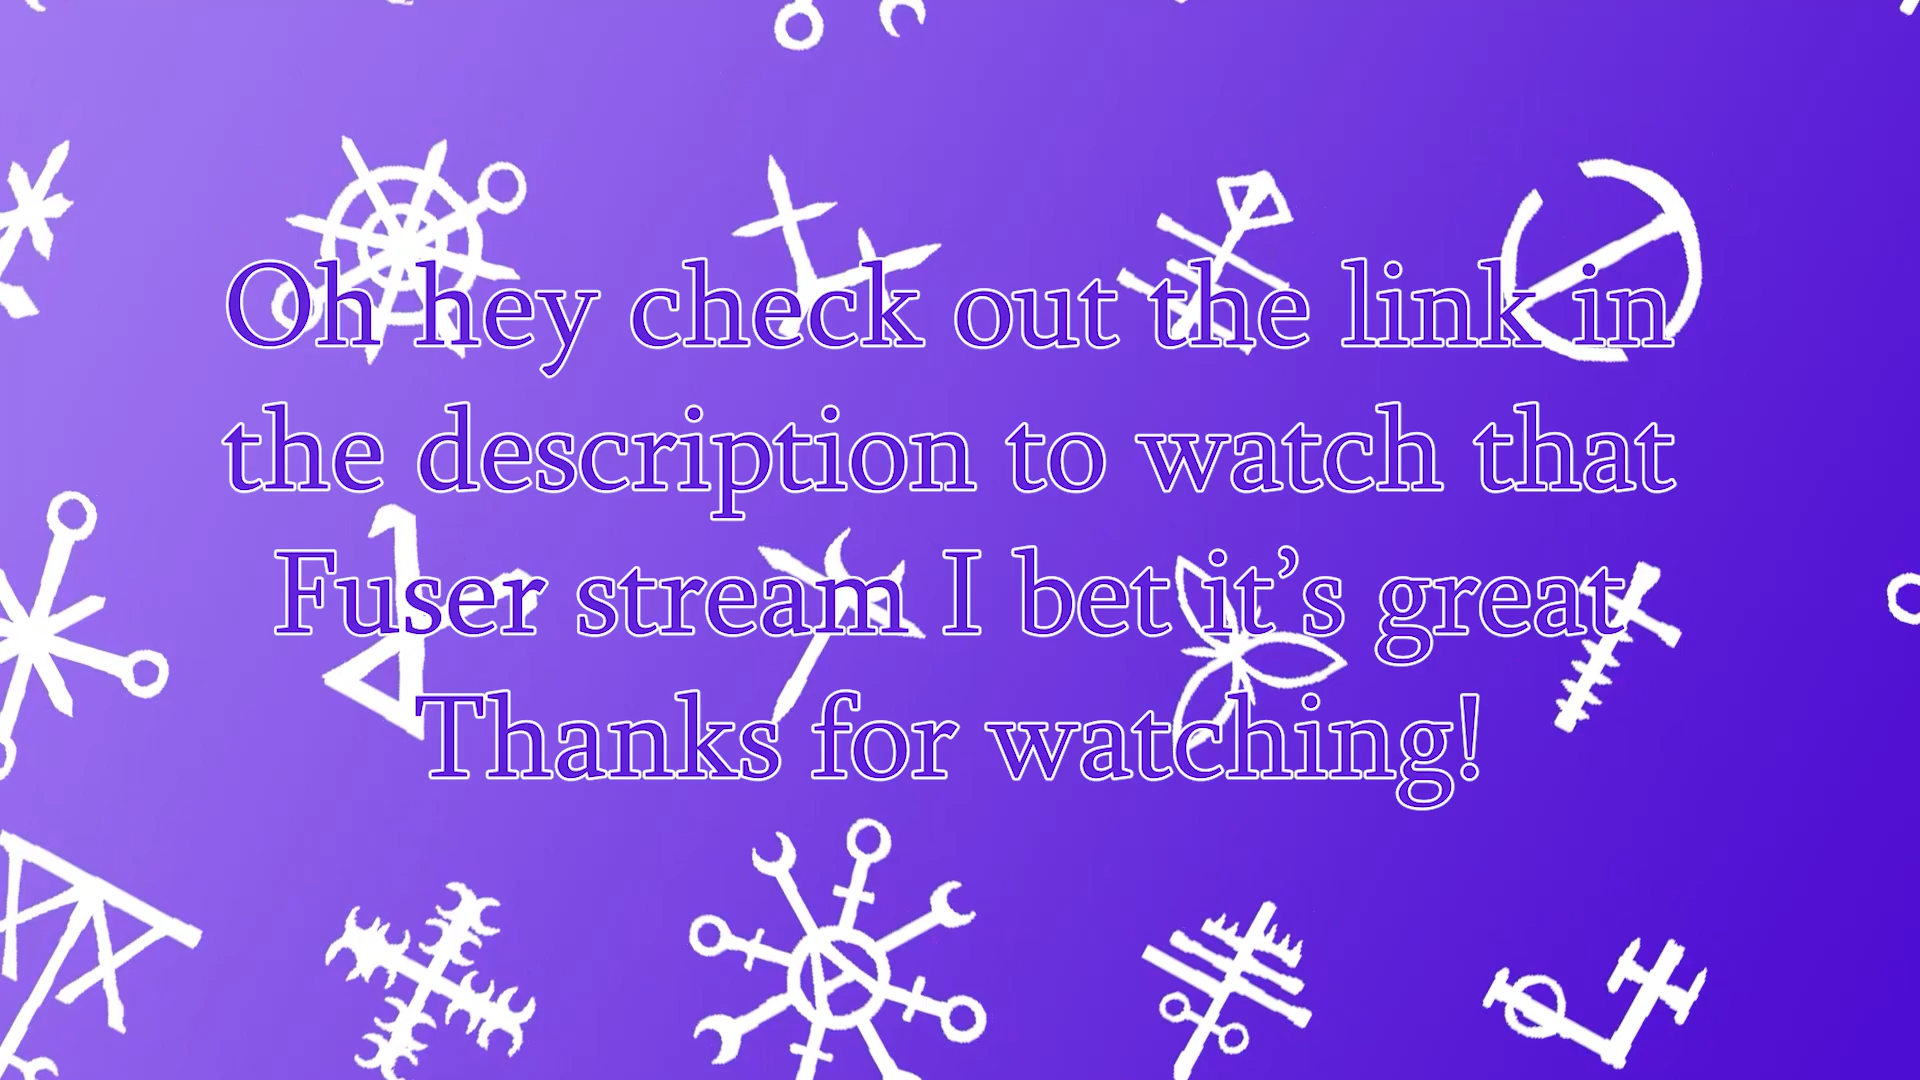 Oh hey check out the link in
the description to watch that
Fuser stream I bet it’s great
Thanks for watching!